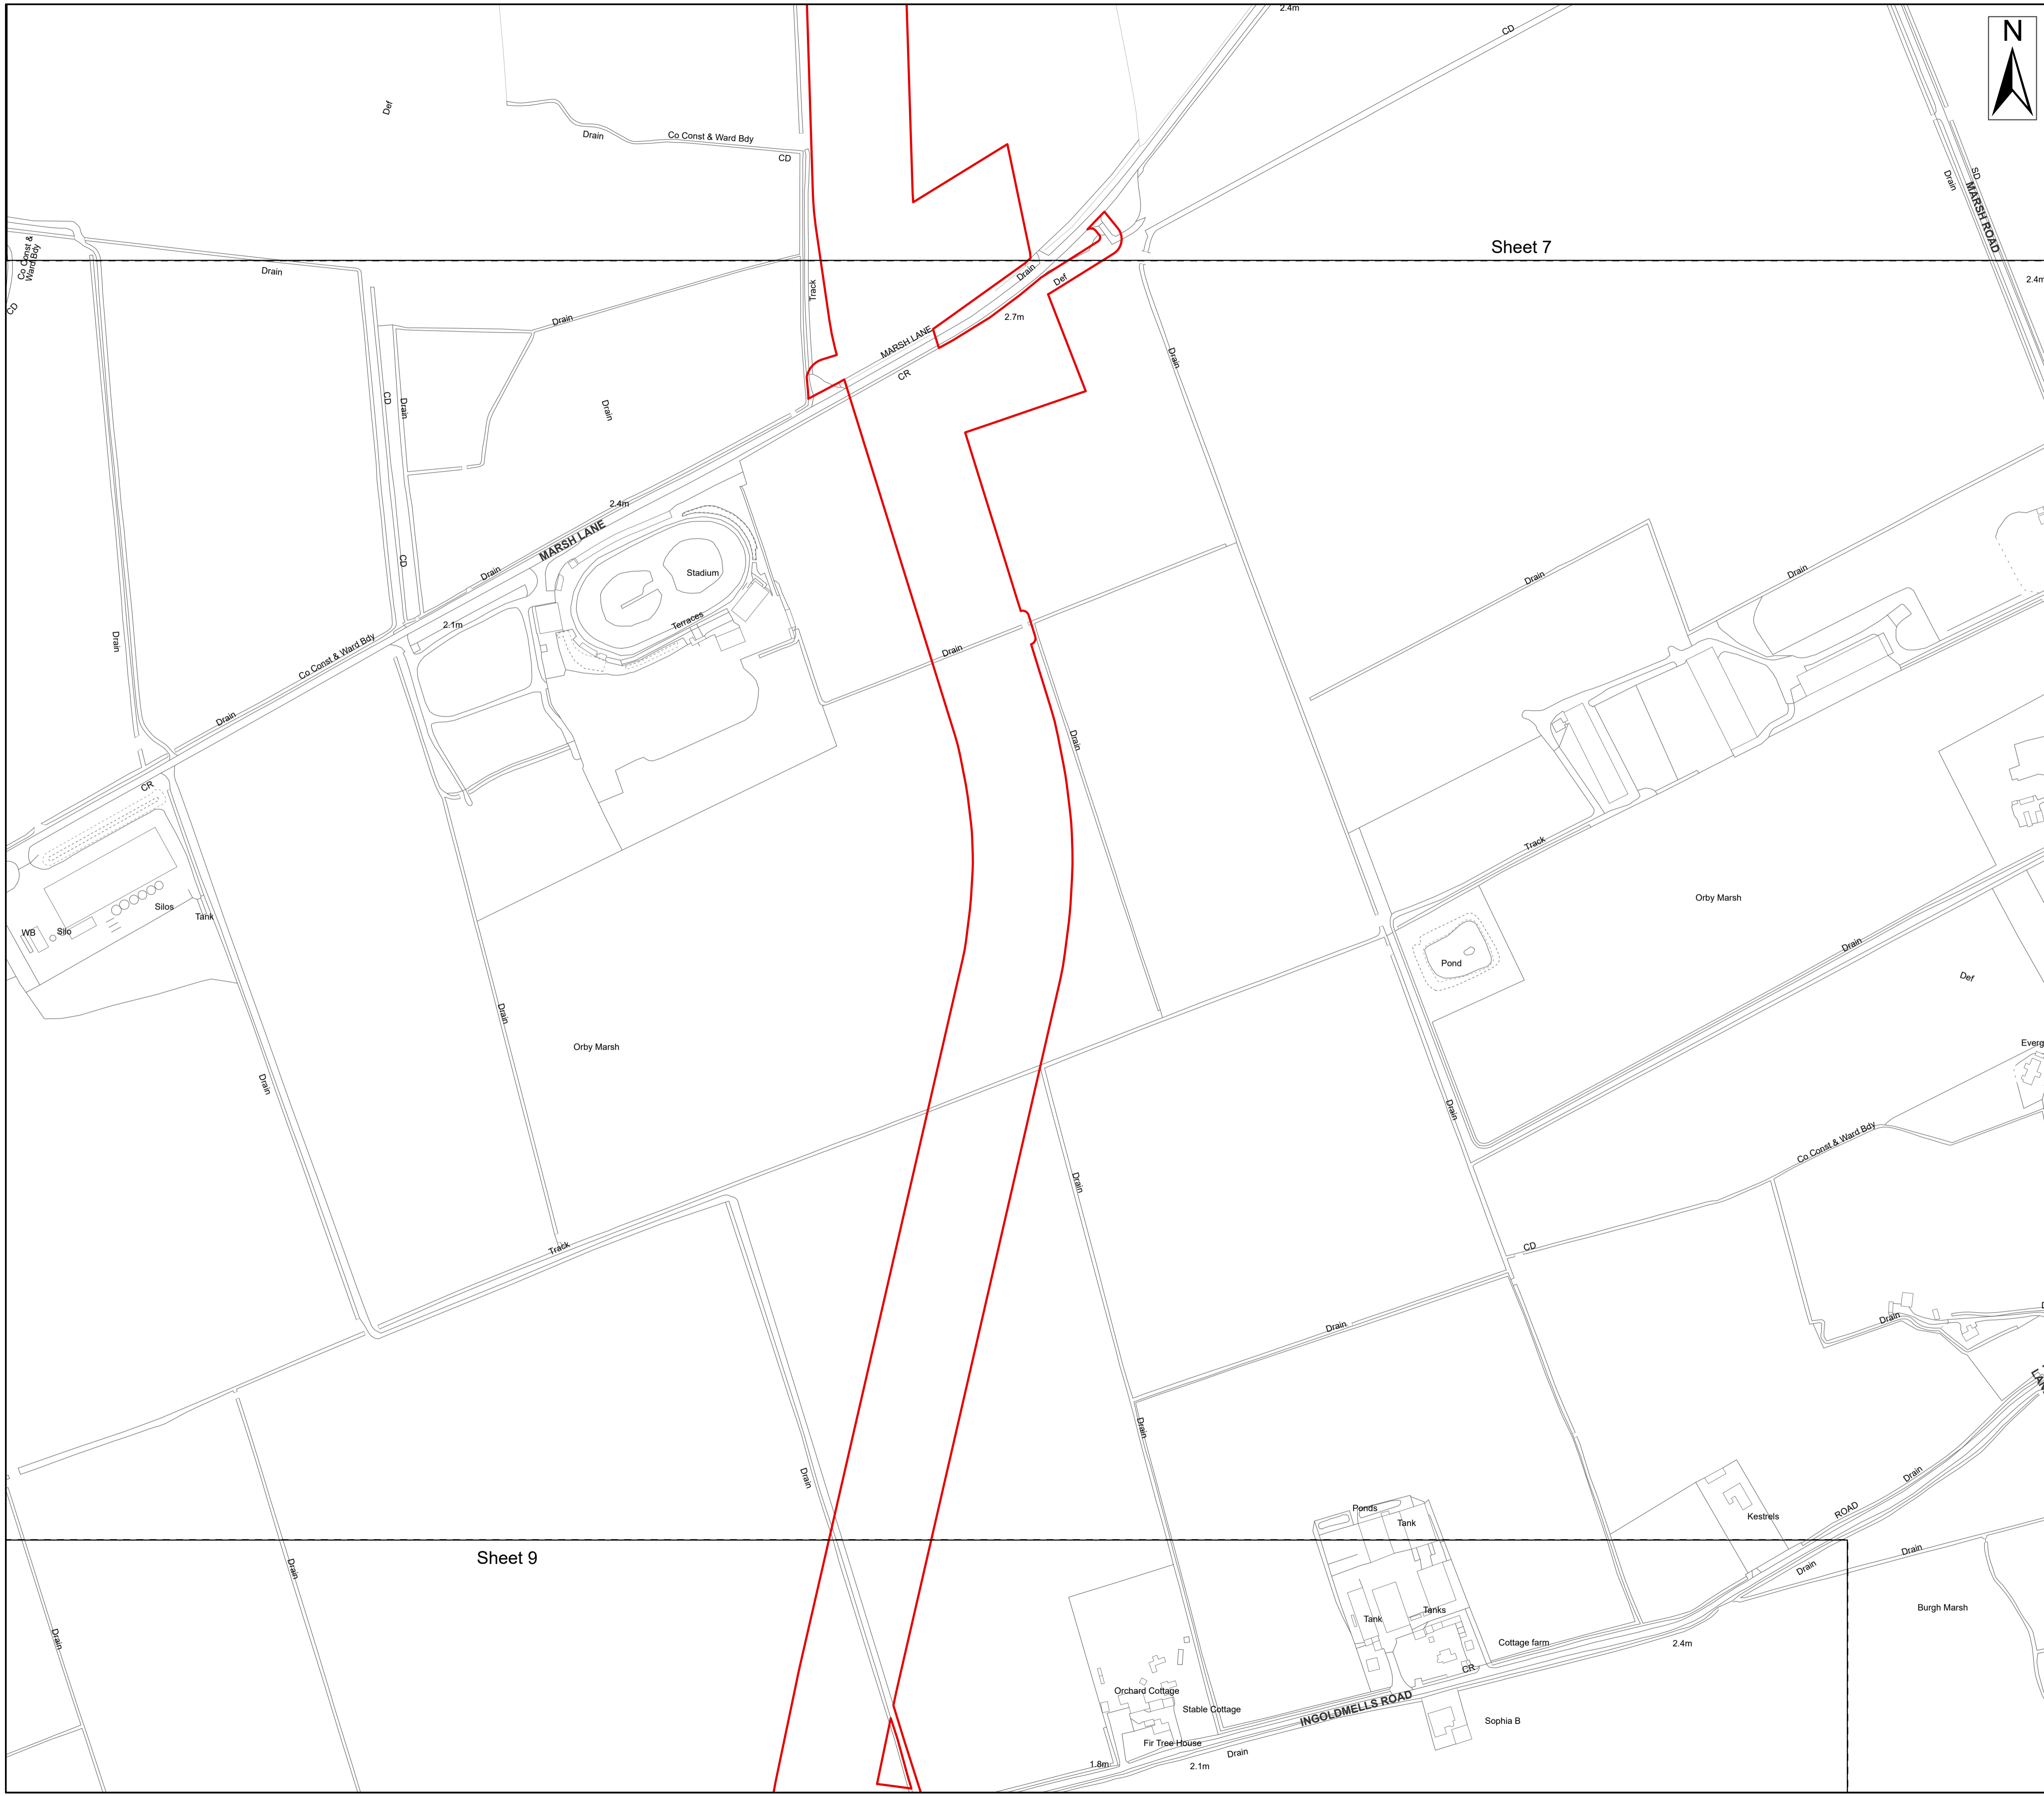 2.4m
CD
N
Def
Drain
Co Const & Ward Bdy
CD
Drain
SD
MARSH ROAD
Co Const &
Ward Bdy
CD
Sheet 7
Drain
Track
Drain
Def
2.4m
Drain
2.7m
MARSH LANE
CR
Drain
CD
Drain
Drain
2.4m
MARSH LANE
Drain
CD
Stadium
Terraces
Drain
Drain
2.1m
Co Const & Ward Bdy
Drain
Drain
Drain
Drain
CR
Track
Silos
Tank
WB
Silo
Orby Marsh
Pond
Drain
Def
Drain
Orby Marsh
Drain
Drain
Everg
Co Const & Ward Bdy
Drain
Track
CD
Drain
Drain
Drain
Drain
Ponds
Tank
Kestrels
ROAD
Drain
Sheet 9
Drain
Drain
Drain
Burgh Marsh
Tank
Tanks
Drain
Cottage farm
2.4m
CR
Orchard Cottage
Stable Cottage
INGOLDMELLS ROAD
Sophia B
Fir Tree House
Drain
1.8m
2.1m